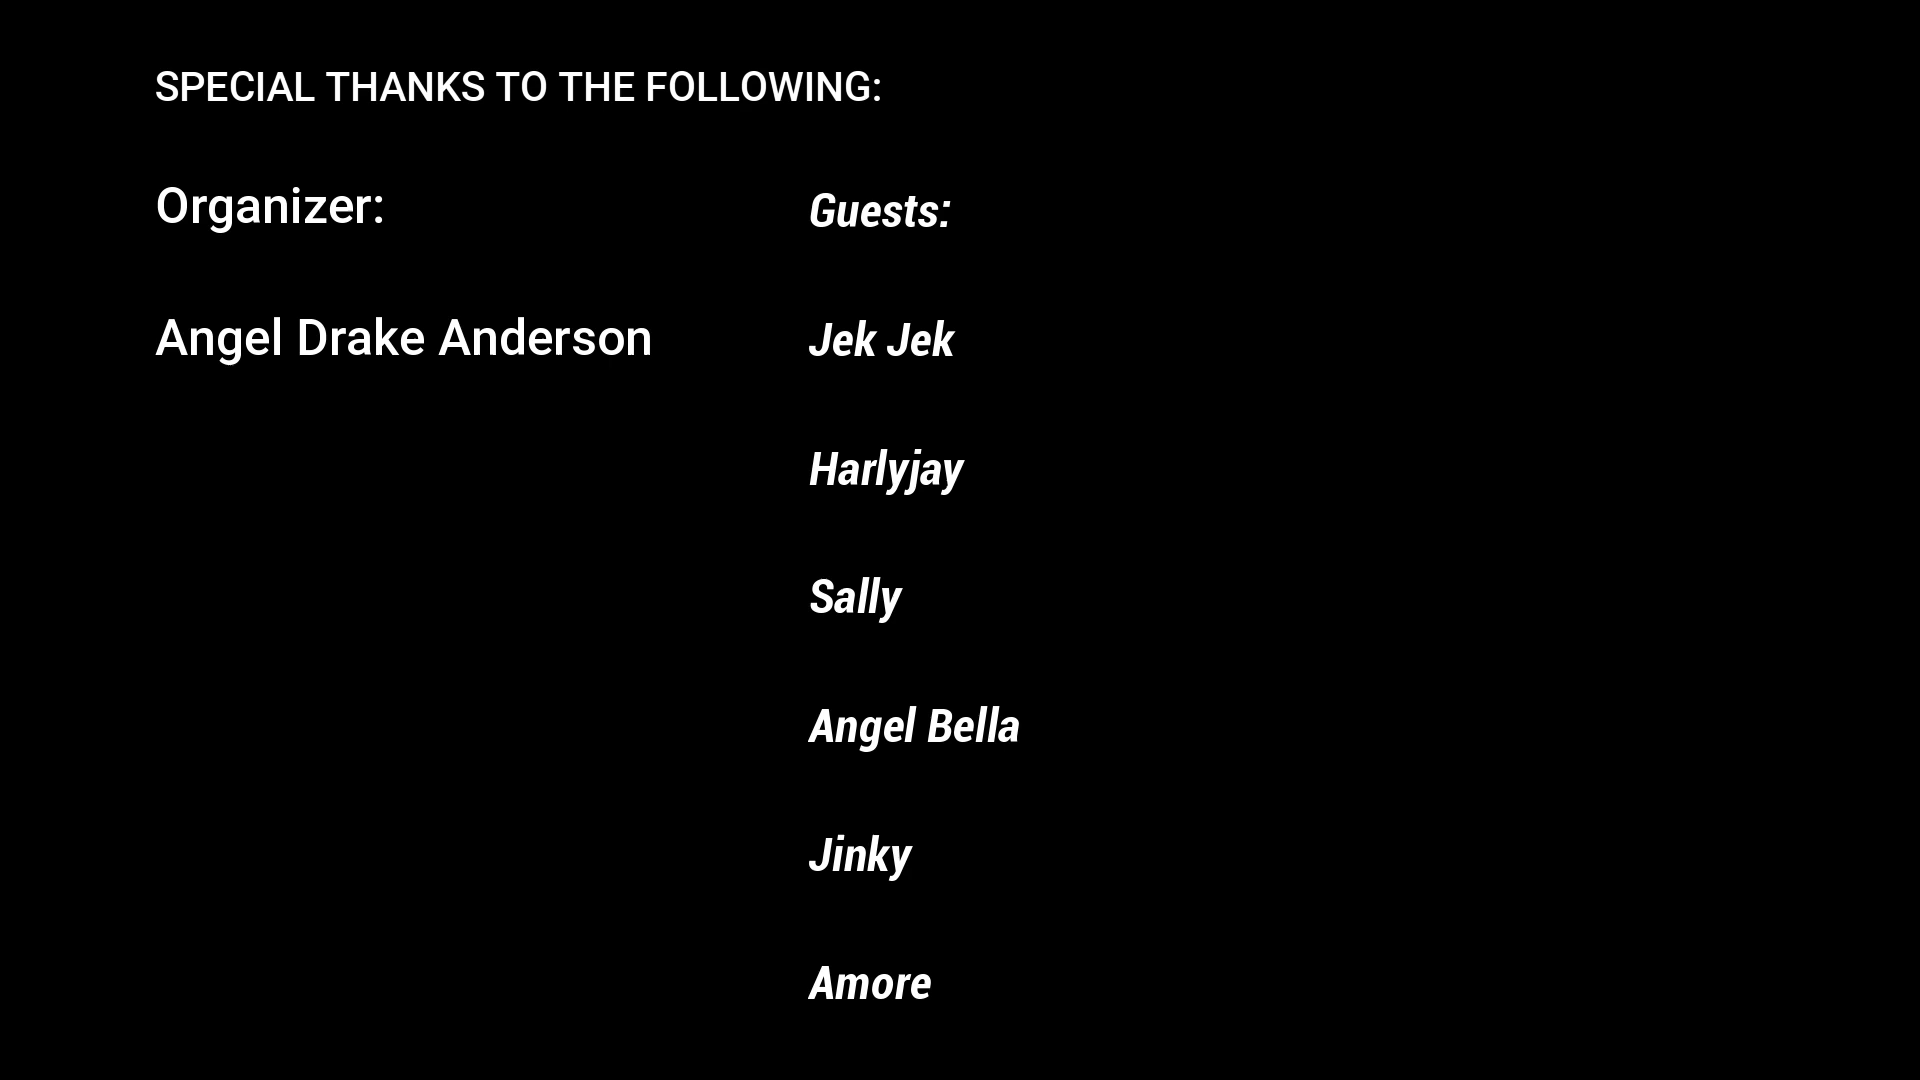 SPECIAL THANKS TO THE FOLLOWING:
Organizer:
Angel Drake Anderson
Guests:
Jek Jek
Harlyjay
Sally
Angel Bella
Jinky
Amore